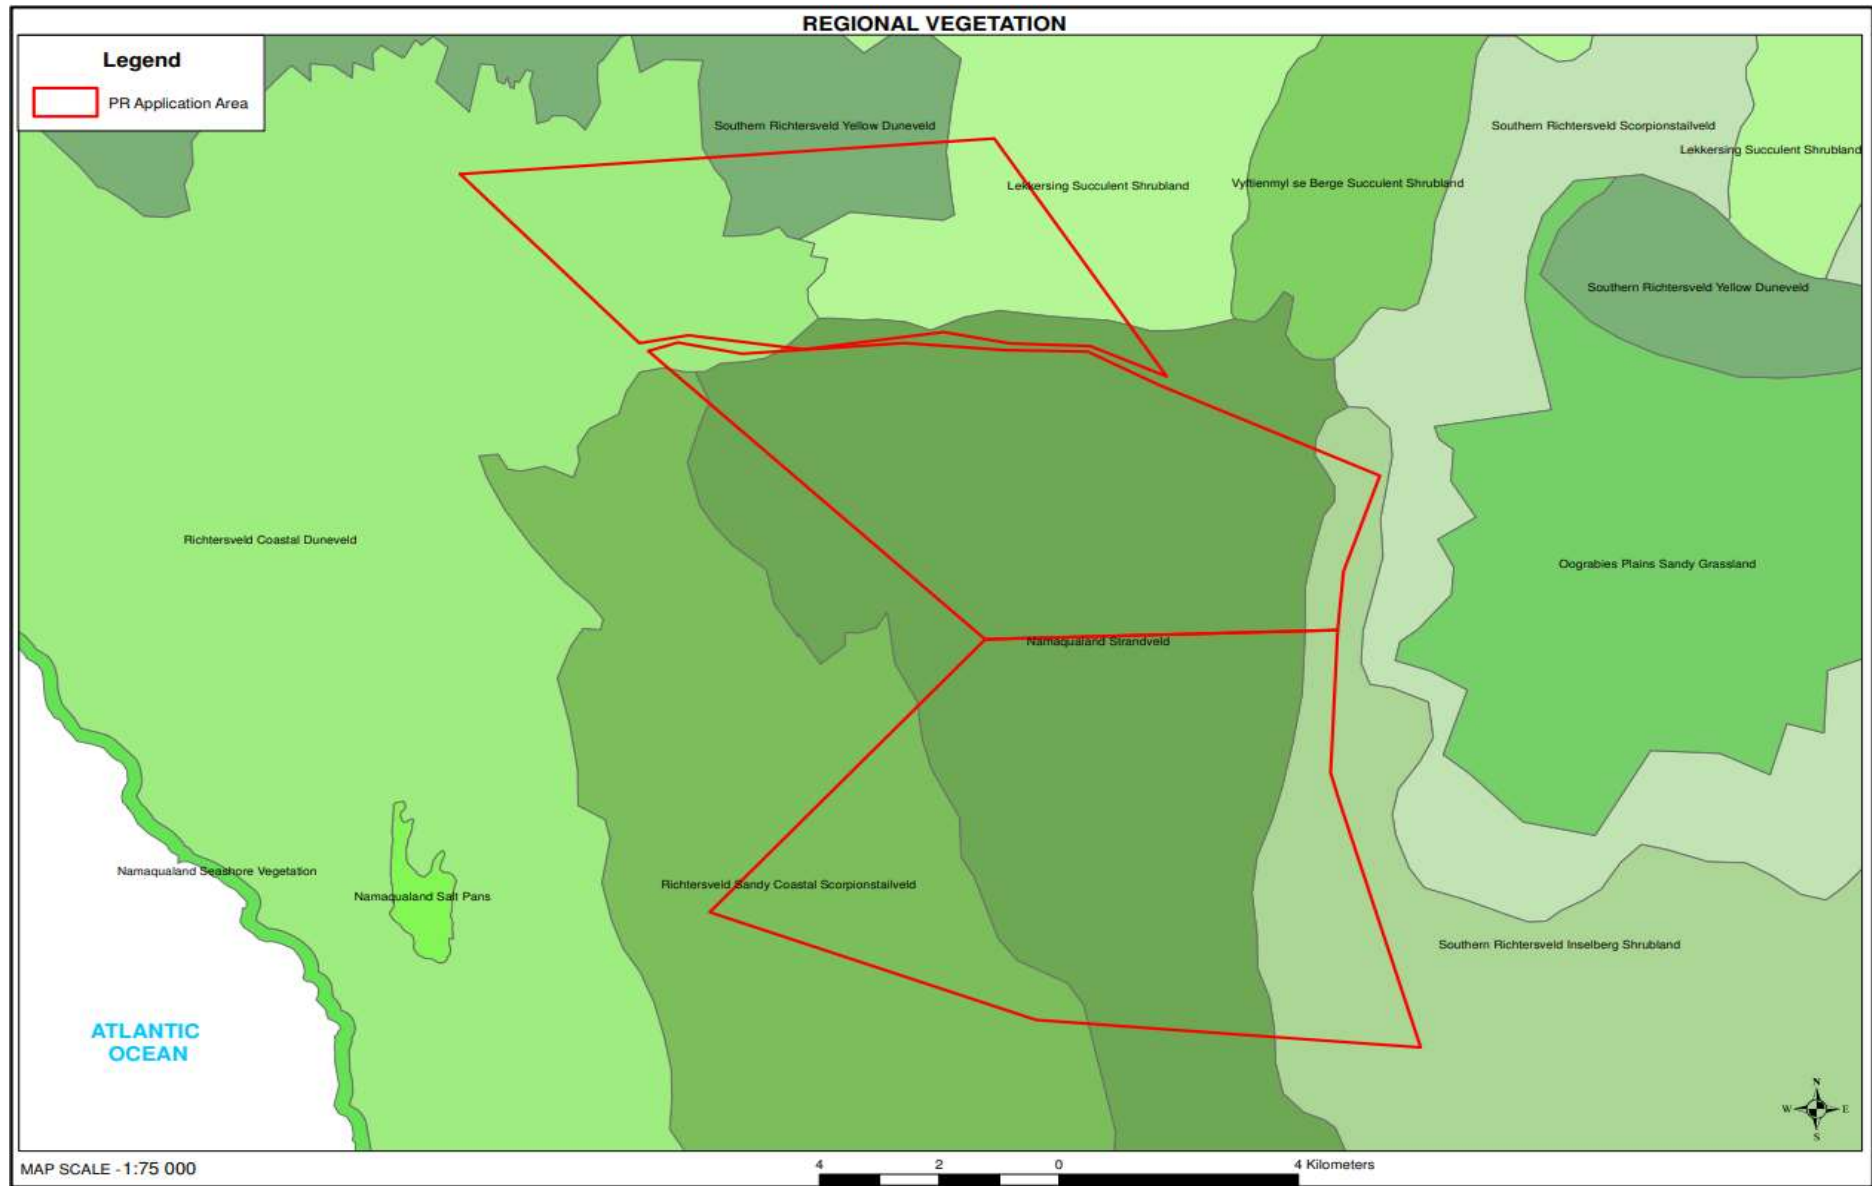 REGIONAL VEGETATION
Legend
PR Application Area
Southern Richtersveld Yellow Duneveld
Southern Richtersveld Scorpionstailveld
Lekkersing Succulent Shrubland
Lekkersing Succulent Shrubland
Vyftienmyl se Berge Succulent Shrubland
Southern Richtersveld Yellow Duneveld
Richtersveld Coastal Duneveld
Oograbies Plains Sandy Grassland
Namaqualand Strandveld
Namaqualand Seashore Vegetation
Namaqualand Salt Pans
Richtersveld Sandy Coastal Scorpionstailveld
Southern Richtersveld Inselberg Shrubland
ATLANTIC
OCEAN
N
W E
S
MAP SCALE - 1:75 000
4 2 0 4 Kilometers